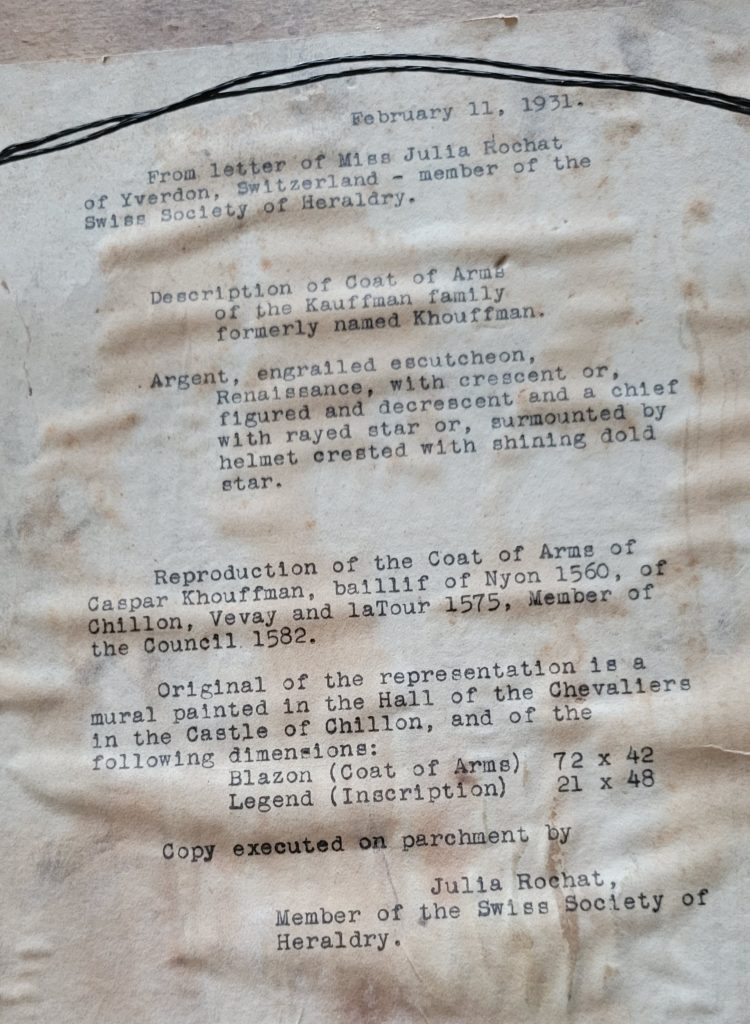 February 11, 1931.
From letter of Miss Julia Rochat
of Yverdon, Switzerland - member of the
Swiss Society of Heraldry.
Description of Coat of Arms
of the Kauffman family
formerly named Khouffman.
Argent, engrailed escutcheon,
Renaissance, with crescent or,
figured and decrescent and a chief
with rayed star or, surmounted by
helmet crested with shining dold
star.
Reproduction of the Coat of Arms of
Caspar Khouffman, baillif of Nyon 1560, of
Chillon, Vevay and laTour 1575, Member of
the Council 1582.
Original of the representation is a
mural painted in the Hall of the Chevaliers
in the Castle of Chillon, and of the
following dimensions:
Blazon (Coat of Arms) 72 x 42
Legend (Inscription) 21 x 48
Copy executed on parchment by
Julia Rochat,
Member of the Swiss Society of
Heraldry.